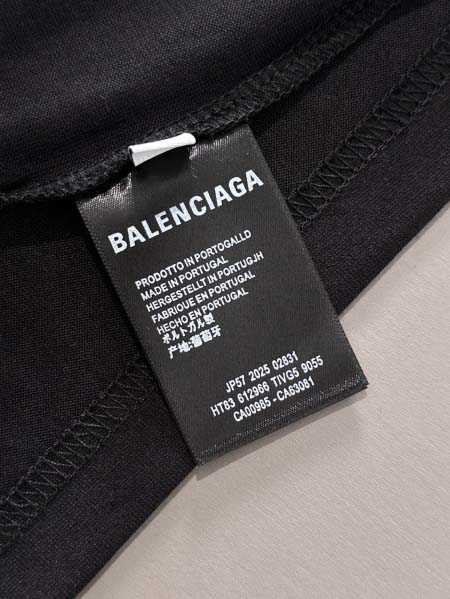 BALENCIAGA
PRODOTTO IN PORTOGALLD
MADE IN PORTUGAL
HERGESTELLT IN PORTUGJH
FABRIQUE EN PORTUGAL
HECHO EN PORTUGAL
ポルトガル製
产地:葡萄牙
JP57 2025 02831
HT83 612966 TIVG5 9055
CA00985 - CA63081